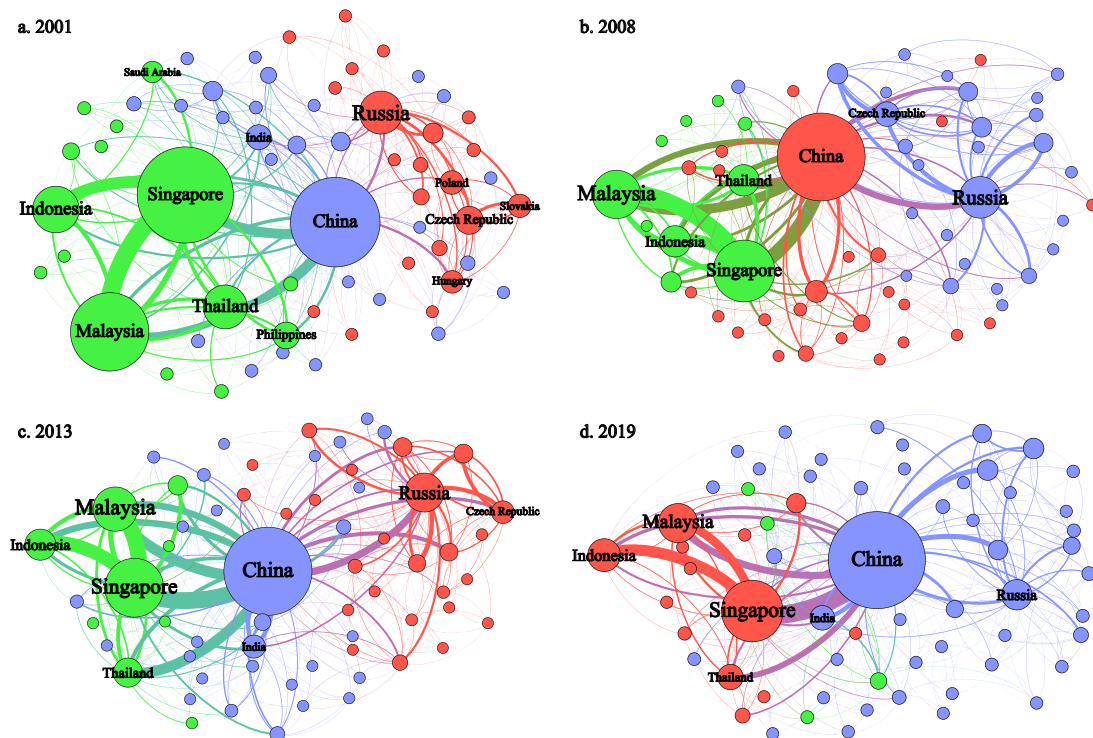 a. 2001
Saudi Arabia
Russia
India
Singapore
Poland
Indonesia
Slovakia
China
Czech Republic
Hungary
Thailand
Malaysia
Philippines
b. 2008
Czech Republic
China
Thailand
Malaysia
Russia
Indonesia
Singapore
c. 2013
Russia
Malaysia
Czech Republic
Indonesia
China
Singapore
India
Thailand
d. 2019
Malaysia
Indonesia
China
Russia
Singapore
India
Thailand